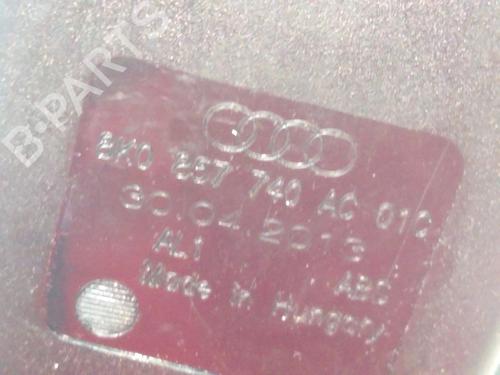 B-PARTS
8K0 857 740 AC 01C
30.04.2013
AL1 ABC
Made in Hungary